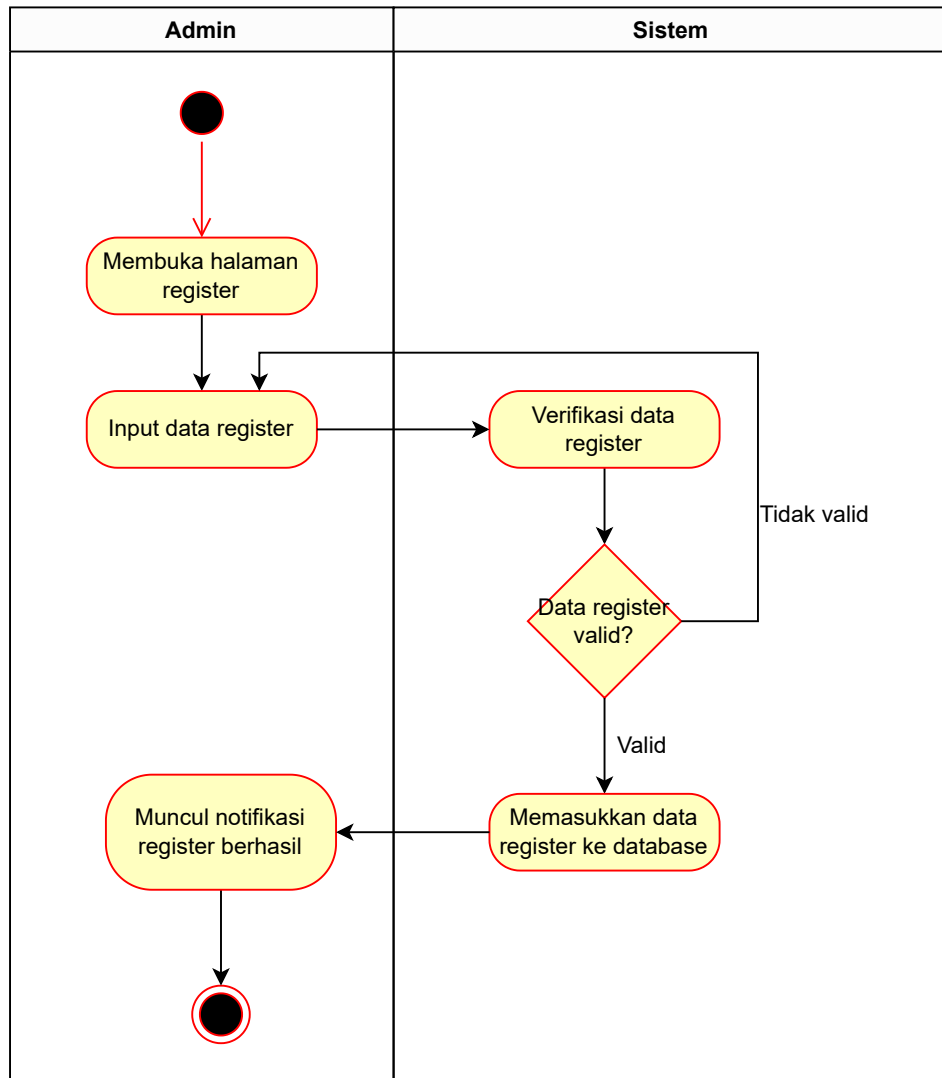 Admin
Sistem
Membuka halaman
register
Input data register
Verifikasi data
register
Tidak valid
Data register
valid?
Valid
Memasukkan data
register ke database
Muncul notifikasi
register berhasil